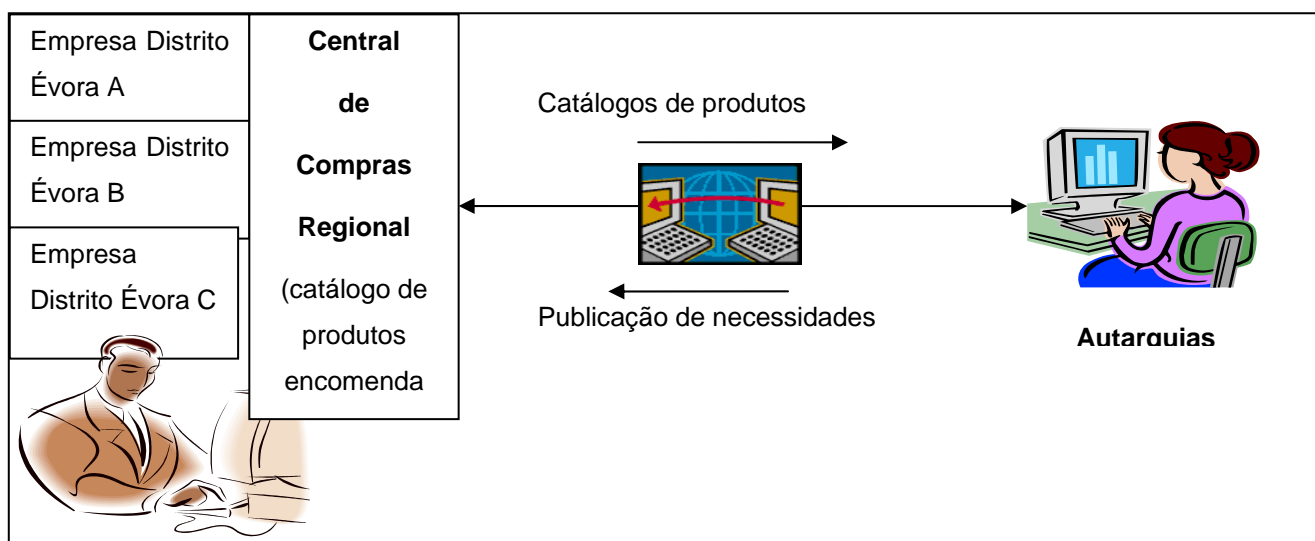 Empresa Distrito
Évora A
Empresa Distrito
Évora B
Empresa
Distrito Évora C
Central
de
Compras
Regional
(catálogo de
produtos
encomenda
Catálogos de produtos
Publicação de necessidades
Autarquias